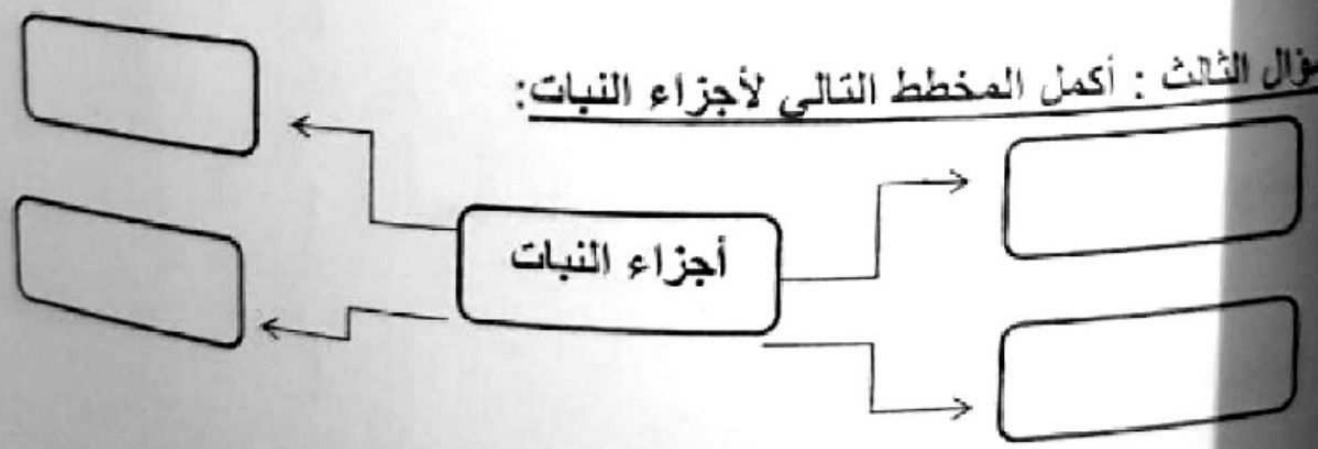 ؤال الثالث : أكمل المخطط التالي لأجزاء النبات:
أجزاء النبات